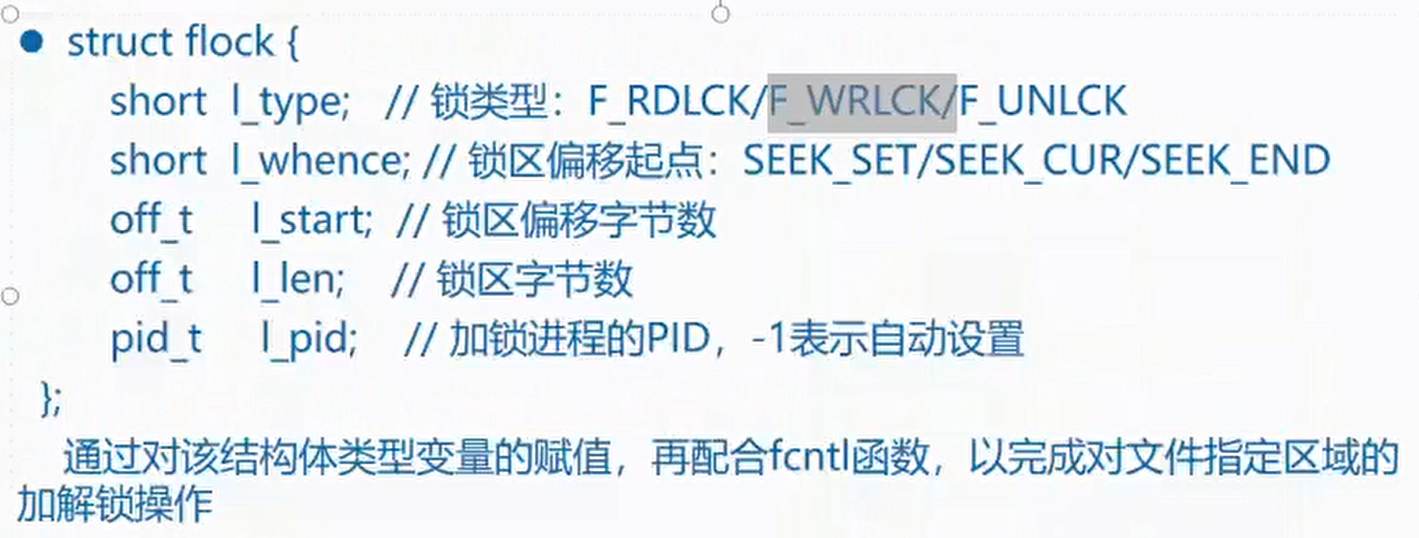 ● struct flock {
short l_type; // 锁类型：F_RDLCK/F_WRLCK/F_UNLCK
short l_whence; // 锁区偏移起点：SEEK_SET/SEEK_CUR/SEEK_END
off_t l_start; // 锁区偏移字节数
off_t l_len; // 锁区字节数
pid_t l_pid; // 加锁进程的PID，-1表示自动设置
};
通过对该结构体类型变量的赋值，再配合fcntl函数，以完成对文件指定区域的
加解锁操作